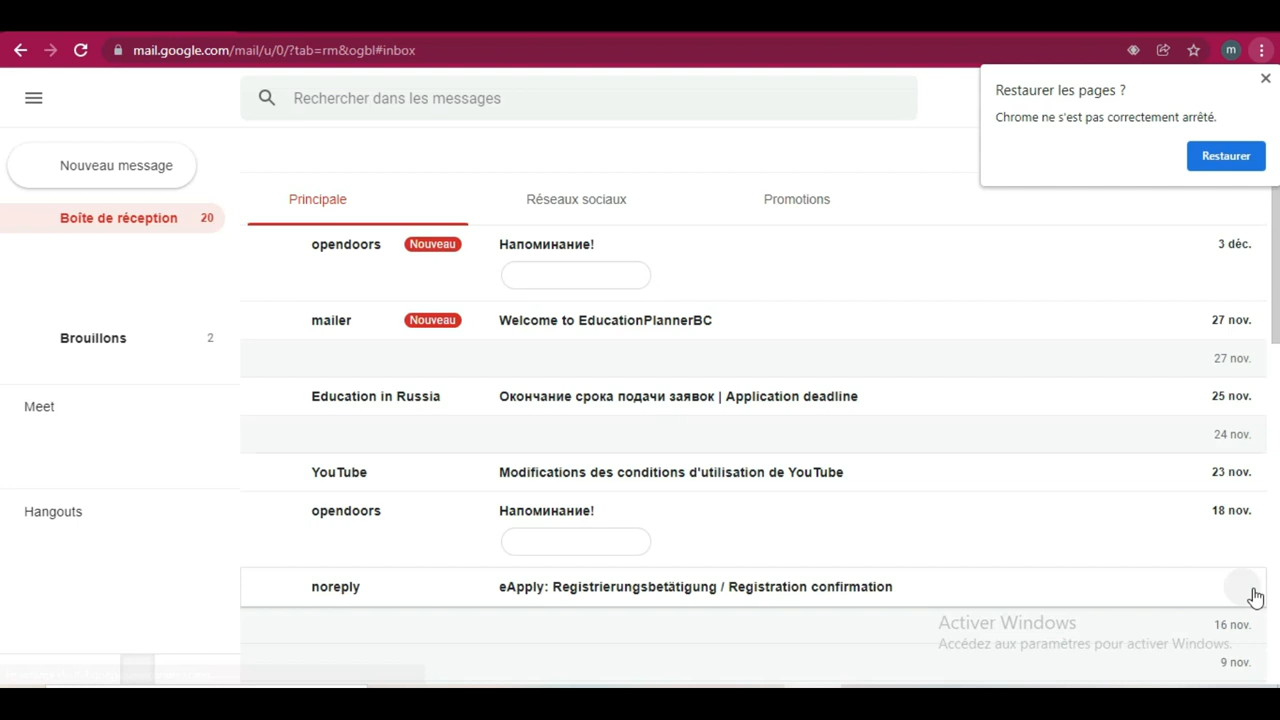 mail.google.com/mail/u/0/?tab=rm&ogbl#inbox
m
Restaurer les pages ?
Chrome ne s'est pas correctement arrêté.
Restaurer
Rechercher dans les messages
Nouveau message
Boîte de réception 20
Brouillons 2
Meet
Hangouts
Principale Réseaux sociaux Promotions
opendoors Nouveau Напоминание! 3 déc.
mailer Nouveau Welcome to EducationPlannerBC 27 nov.
27 nov.
Education in Russia Окончание срока подачи заявок | Application deadline 25 nov.
24 nov.
YouTube Modifications des conditions d'utilisation de YouTube 23 nov.
opendoors Напоминание! 18 nov.
noreply eApply: Registrierungsbetätigung / Registration confirmation
Activer Windows
16 nov.
Accédez aux paramètres pour activer Windows.
9 nov.